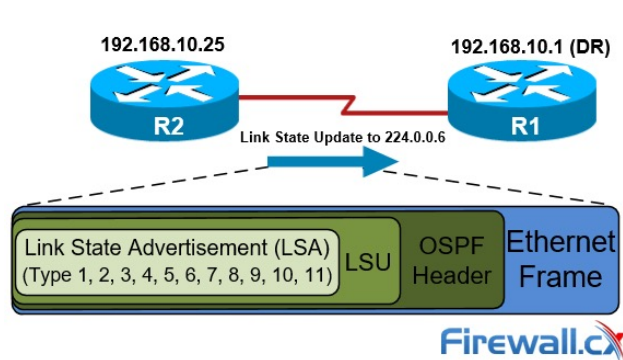 192.168.10.25
192.168.10.1 (DR)
R2
R1
Link State Update to 224.0.0.6
Link State Advertisement (LSA)
(Type 1, 2, 3, 4, 5, 6, 7, 8, 9, 10, 11)
LSU
OSPF
Header
Ethernet
Frame
Firewall.cx